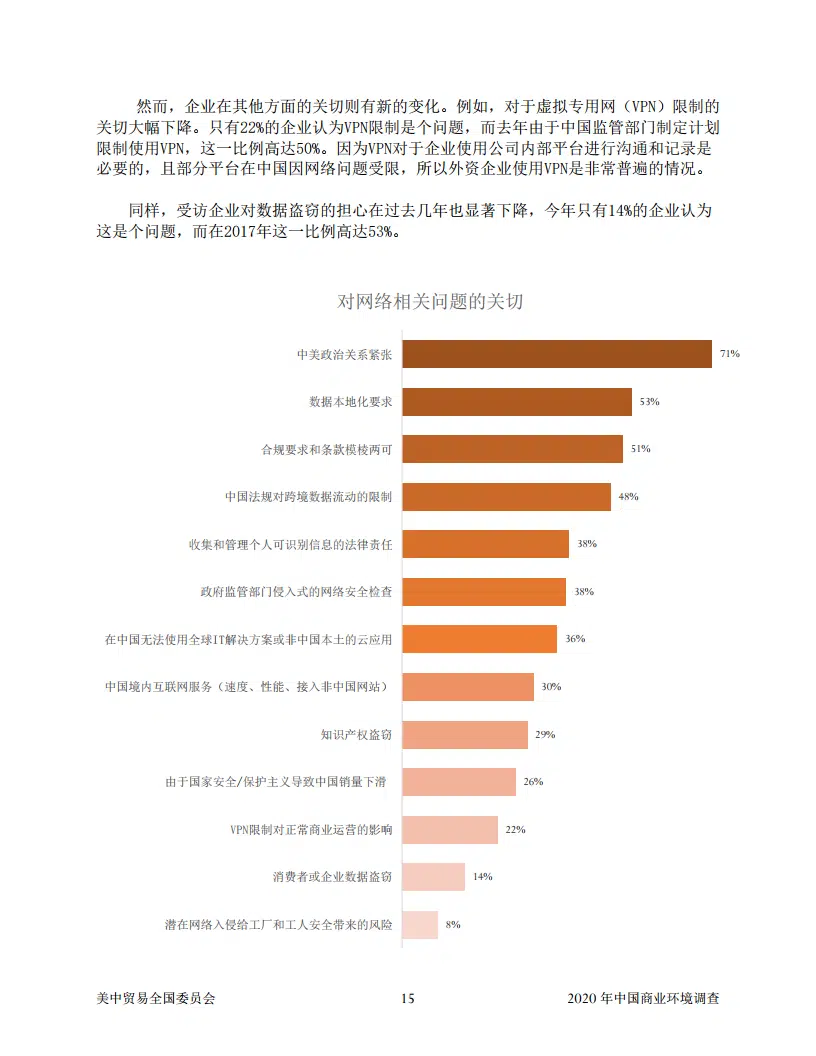 然而，企业在其他方面的关切则有新的变化。例如，对于虚拟专用网（VPN）限制的
关切大幅下降。只有22%的企业认为VPN限制是个问题，而去年由于中国监管部门制定计划
限制使用VPN，这一比例高达50%。因为VPN对于企业使用公司内部平台进行沟通和记录是
必要的，且部分平台在中国因网络问题受限，所以外资企业使用VPN是非常普遍的情况。
同样，受访企业对数据盗窃的担心在过去几年也显著下降，今年只有14%的企业认为
这是个问题，而在2017年这一比例高达53%。
对网络相关问题的关切
中美政治关系紧张 71%
数据本地化要求 53%
合规要求和条款模棱两可 51%
中国法规对跨境数据流动的限制 48%
收集和管理个人可识别信息的法律责任 38%
政府监管部门侵入式的网络安全检查 38%
在中国无法使用全球IT解决方案或非中国本土的云应用 36%
中国境内互联网服务（速度、性能、接入非中国网站） 30%
知识产权盗窃 29%
由于国家安全/保护主义导致中国销量下滑 26%
VPN限制对正常商业运营的影响 22%
消费者或企业数据盗窃 14%
潜在网络入侵给工厂和工人安全带来的风险 8%
美中贸易全国委员会 15 2020 年中国商业环境调查